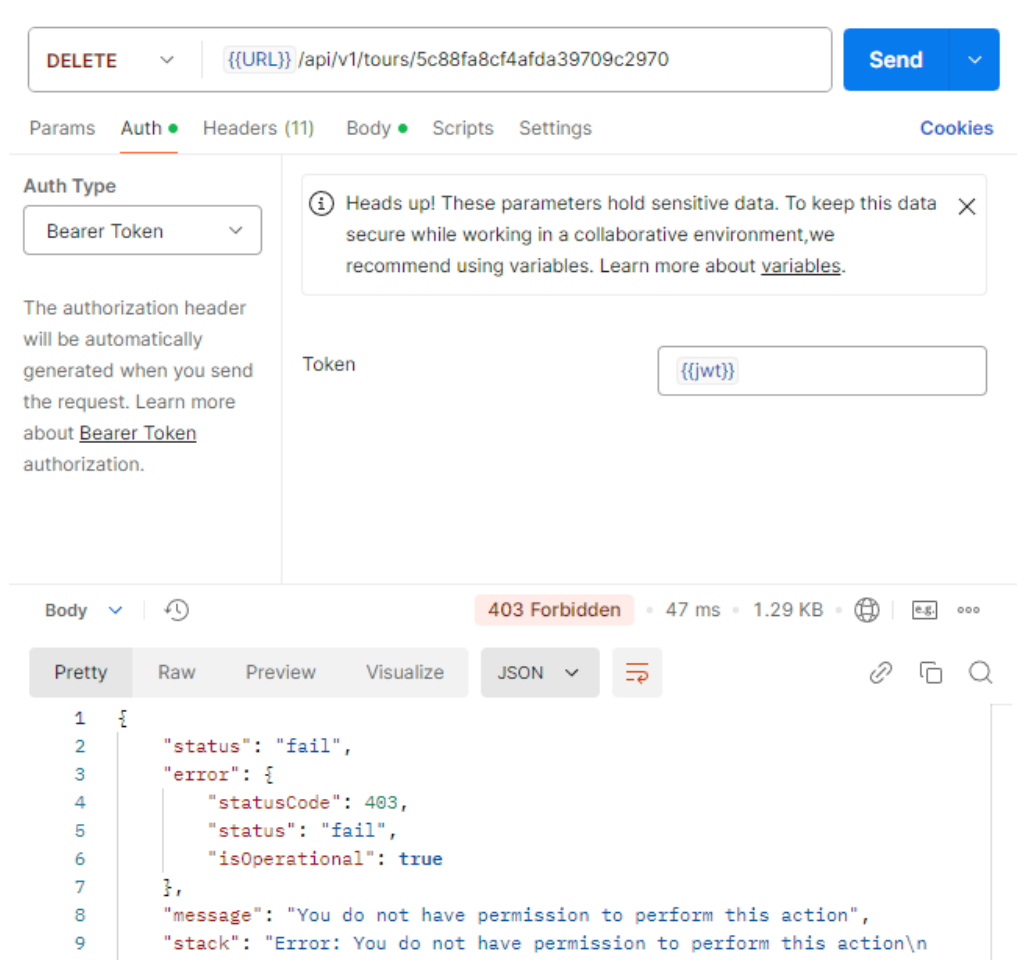 DELETE {{URL}} /api/v1/tours/5c88fa8cf4afda39709c2970 Send
Params Auth Headers (11) Body Scripts Settings Cookies
Auth Type
Bearer Token
The authorization header
will be automatically
generated when you send
the request. Learn more
about Bearer Token
authorization.
Heads up! These parameters hold sensitive data. To keep this data
secure while working in a collaborative environment,we
recommend using variables. Learn more about variables.
Token {{jwt}}
Body 403 Forbidden 47 ms 1.29 KB e.g.
Pretty Raw Preview Visualize JSON
1 {
2 "status": "fail",
3 "error": {
4 "statusCode": 403,
5 "status": "fail",
6 "isOperational": true
7 },
8 "message": "You do not have permission to perform this action",
9 "stack": "Error: You do not have permission to perform this action\n